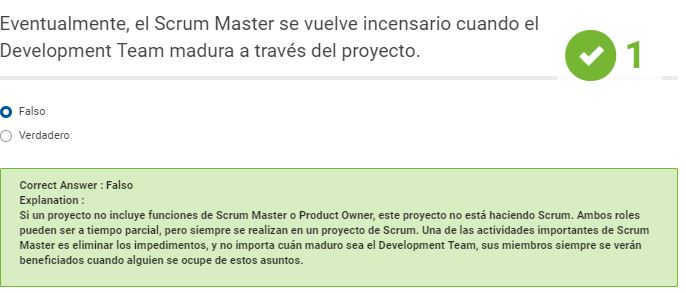 Eventualmente, el Scrum Master se vuelve incensario cuando el
Development Team madura a través del proyecto.
1
Falso
Verdadero
Correct Answer : Falso
Explanation :
Si un proyecto no incluye funciones de Scrum Master o Product Owner, este proyecto no está haciendo Scrum. Ambos roles
pueden ser a tiempo parcial, pero siempre se realizan en un proyecto de Scrum. Una de las actividades importantes de Scrum
Master es eliminar los impedimentos, y no importa cuán maduro sea el Development Team, sus miembros siempre se verán
beneficiados cuando alguien se ocupe de estos asuntos.